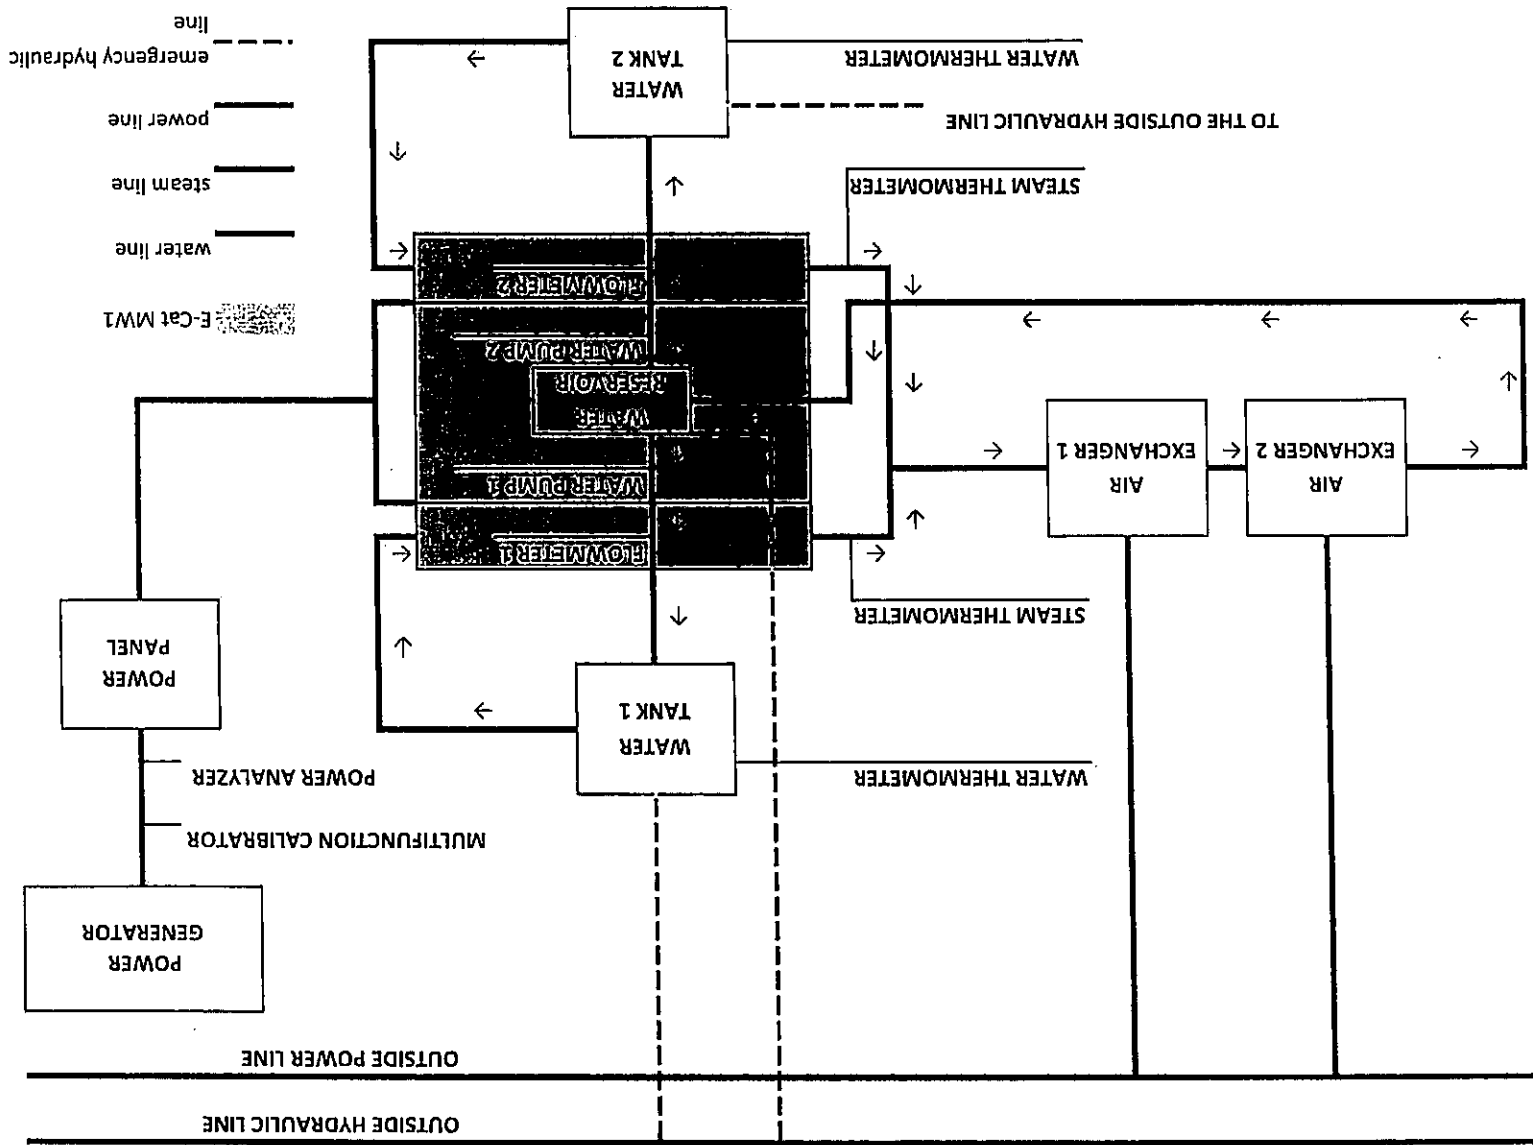 OUTSIDE HYDRAULIC LINE
OUTSIDE POWER LINE
POWER
GENERATOR
MULTIFUNCTION CALIBRATOR
POWER ANALYZER
POWER
PANEL
WATER THERMOMETER
WATER
TANK 1
STEAM THERMOMETER
AIR
EXCHANGER 2
AIR
EXCHANGER 1
FLOWMETER 1
WATER PUMP 1
WATER
RESERVOIR
WATER PUMP 2
FLOWMETER 2
E-Cat MW1
water line
steam line
power line
emergency hydraulic
line
STEAM THERMOMETER
TO THE OUTSIDE HYDRAULIC LINE
WATER
TANK 2
WATER THERMOMETER